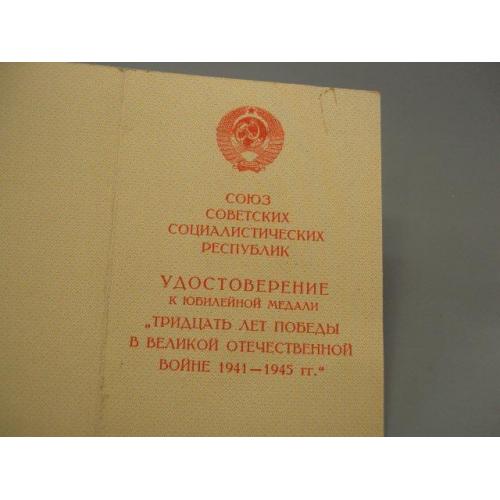 СОЮЗ
СОВЕТСКИХ
СОЦИАЛИСТИЧЕСКИХ
РЕСПУБЛИК
УДОСТОВЕРЕНИЕ
К ЮБИЛЕЙНОЙ МЕДАЛИ
„ТРИДЦАТЬ ЛЕТ ПОБЕДЫ
В ВЕЛИКОЙ ОТЕЧЕСТВЕННОЙ
ВОЙНЕ 1941—1945 гг.“